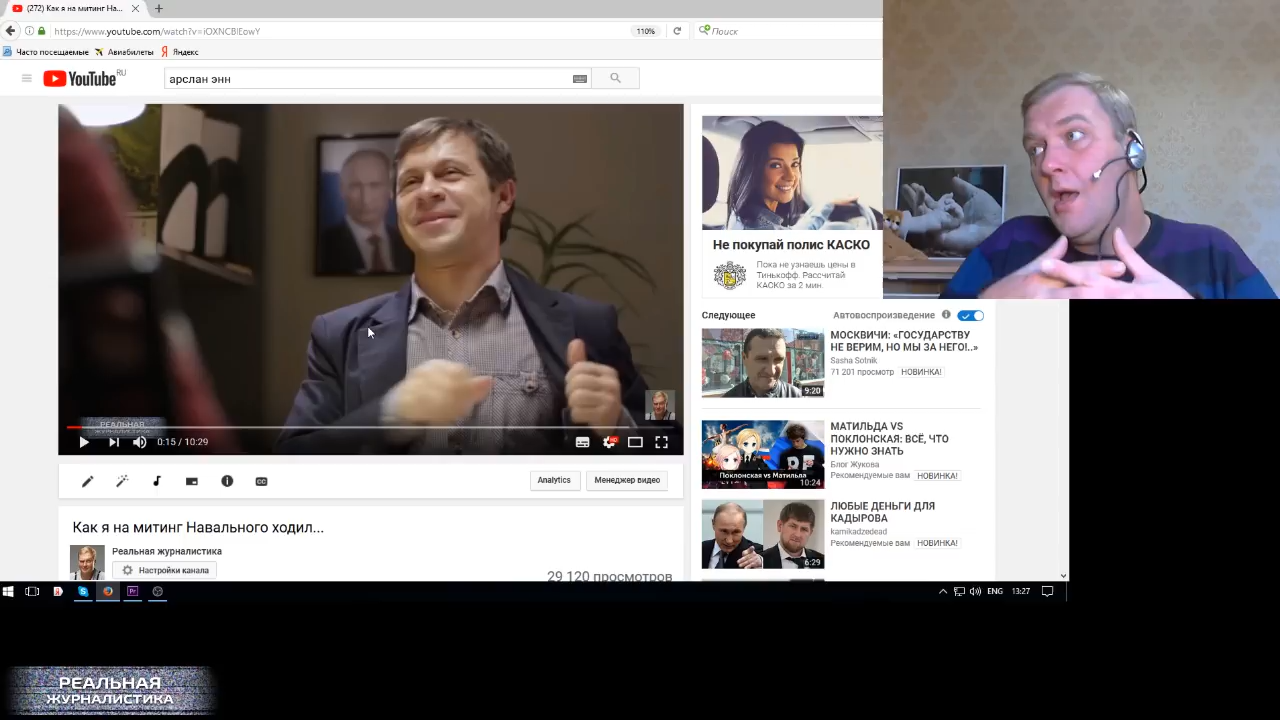 (272) Как я на митинг На...
https://www.youtube.com/watch?v=iOXNCBlEowY
110%
Поиск
Часто посещаемые
Авиабилеты
Яндекс
YouTube RU
арслан энн
Не покупай полис КАСКО
Пока не узнаешь цены в
Тинькофф. Рассчитай
КАСКО за 2 мин.
Следующее
Автовоспроизведение
МОСКВИЧИ: «ГОСУДАРСТВУ
НЕ ВЕРИМ, НО МЫ ЗА НЕГО!..»
Sasha Sotnik
71 201 просмотр НОВИНКА!
9:20
МАТИЛЬДА VS
ПОКЛОНСКАЯ: ВСЁ, ЧТО
НУЖНО ЗНАТЬ
Блог Жукова
Рекомендуемые вам НОВИНКА!
Поклонская vs Матильда
10:24
ЛЮБЫЕ ДЕНЬГИ ДЛЯ
КАДЫРОВА
kamikadzedead
Рекомендуемые вам НОВИНКА!
6:29
РЕАЛЬНАЯ
0:15 / 10:29
HD
CC
Analytics
Менеджер видео
Как я на митинг Навального ходил...
Реальная журналистика
Настройки канала
29 120 просмотров
Pr
ENG
13:27
РЕАЛЬНАЯ
ЖУРНАЛИСТИКА